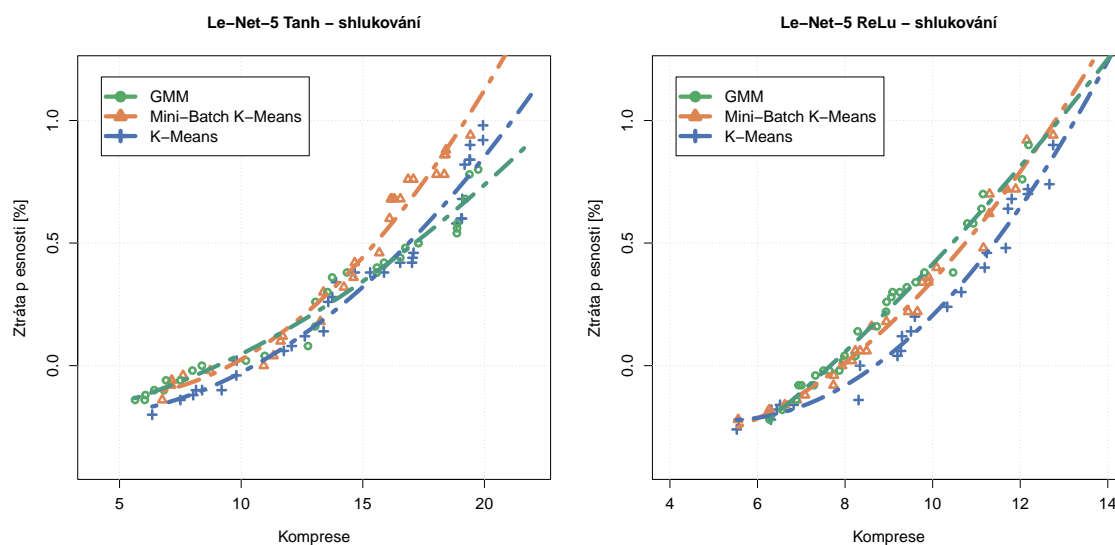 Le−Net−5 Tanh − shlukování
Ztráta p esnosti [%]
1.0
0.5
0.0
GMM
Mini−Batch K−Means
K−Means
5
10
15
20
Komprese
Le−Net−5 ReLu − shlukování
Ztráta p esnosti [%]
1.0
0.5
0.0
GMM
Mini−Batch K−Means
K−Means
4
6
8
10
12
14
Komprese